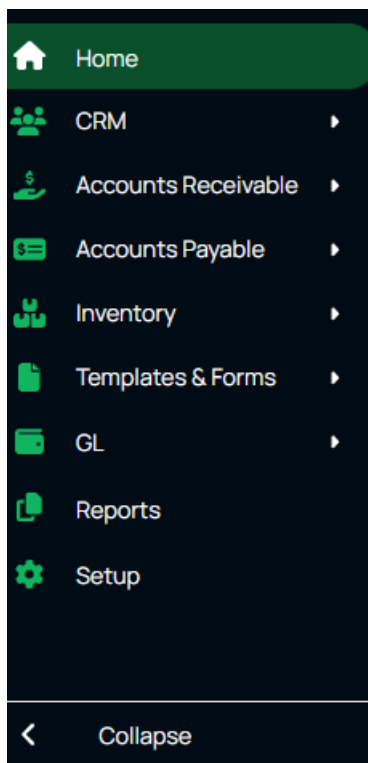 Home
CRM
Accounts Receivable
Accounts Payable
Inventory
Templates & Forms
GL
Reports
Setup
Collapse